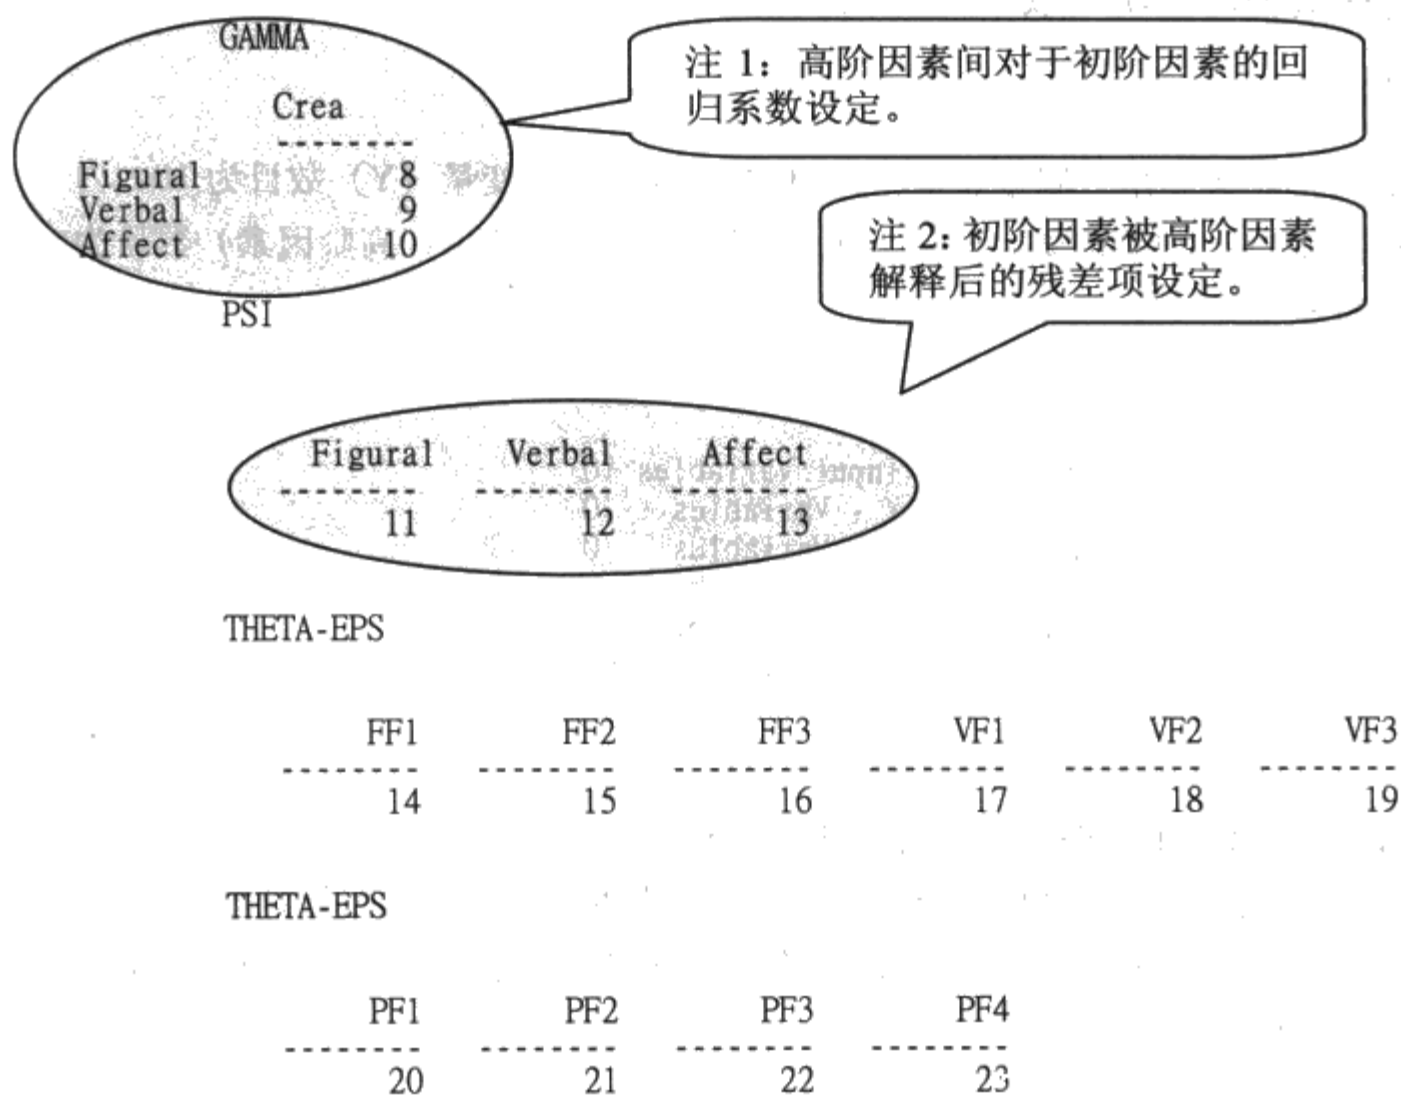 GAMMA
Crea
--------
Figural 8
Verbal 9
Affect 10
注 1：高阶因素间对于初阶因素的回
归系数设定。
注 2：初阶因素被高阶因素
解释后的残差项设定。
PSI
Figural Verbal Affect
-------- -------- --------
11 12 13
THETA-EPS
FF1 FF2 FF3 VF1 VF2 VF3
-------- -------- -------- -------- -------- --------
14 15 16 17 18 19
THETA-EPS
PF1 PF2 PF3 PF4
-------- -------- -------- --------
20 21 22 23